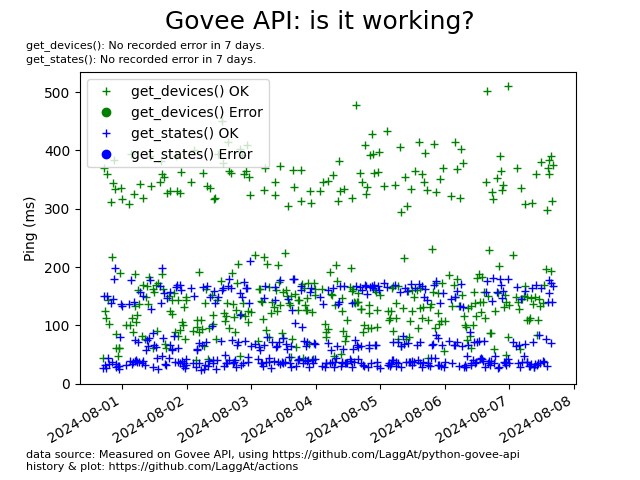 Govee API: is it working?
get_devices(): No recorded error in 7 days.
get_states(): No recorded error in 7 days.
get_devices() OK
get_devices() Error
get_states() OK
get_states() Error
Ping (ms)
500
400
300
200
100
0
2024-08-01
2024-08-02
2024-08-03
2024-08-04
2024-08-05
2024-08-06
2024-08-07
2024-08-08
data source: Measured on Govee API, using https://github.com/LaggAt/python-govee-api
history & plot: https://github.com/LaggAt/actions